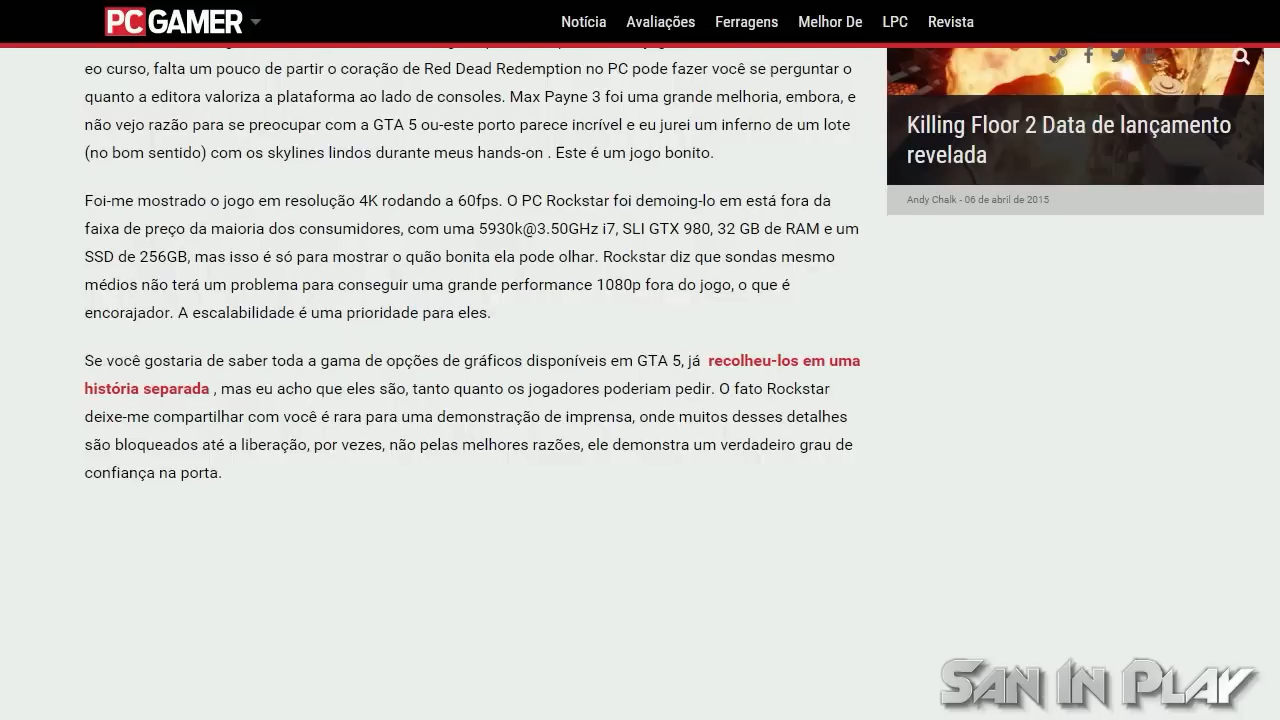 PC GAMER
Notícia Avaliações Ferragens Melhor De LPC Revista
eo curso, falta um pouco de partir o coração de Red Dead Redemption no PC pode fazer você se perguntar o
quanto a editora valoriza a plataforma ao lado de consoles. Max Payne 3 foi uma grande melhoria, embora, e
não vejo razão para se preocupar com a GTA 5 ou-este porto parece incrível e eu jurei um inferno de um lote
(no bom sentido) com os skylines lindos durante meus hands-on . Este é um jogo bonito.
Foi-me mostrado o jogo em resolução 4K rodando a 60fps. O PC Rockstar foi demoing-lo em está fora da
faixa de preço da maioria dos consumidores, com uma 5930k@3.50GHz i7, SLI GTX 980, 32 GB de RAM e um
SSD de 256GB, mas isso é só para mostrar o quão bonita ela pode olhar. Rockstar diz que sondas mesmo
médios não terá um problema para conseguir uma grande performance 1080p fora do jogo, o que é
encorajador. A escalabilidade é uma prioridade para eles.
Se você gostaria de saber toda a gama de opções de gráficos disponíveis em GTA 5, já recolheu-los em uma
história separada , mas eu acho que eles são, tanto quanto os jogadores poderiam pedir. O fato Rockstar
deixe-me compartilhar com você é rara para uma demonstração de imprensa, onde muitos desses detalhes
são bloqueados até a liberação, por vezes, não pelas melhores razões, ele demonstra um verdadeiro grau de
confiança na porta.
Killing Floor 2 Data de lançamento
revelada
Andy Chalk - 06 de abril de 2015
SAN IN PLAY